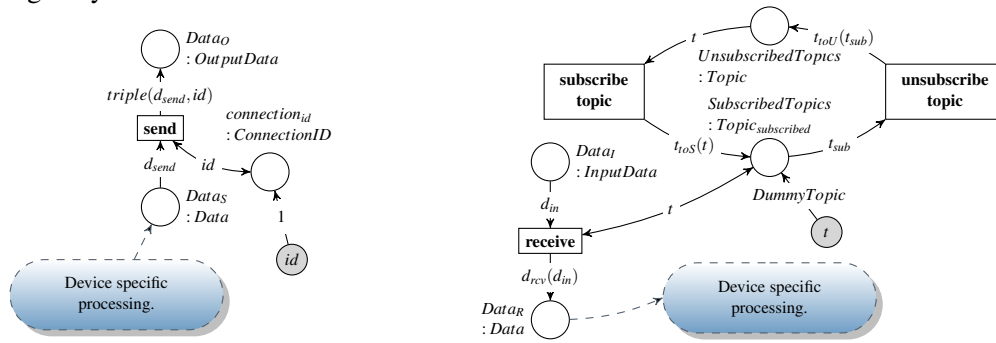 Data_O
: OutputData
triple(d_send, id)
connection_id
: ConnectionID
send
d_send
id
Data_S
: Data
1
id
Device specific
processing.
t
t_toU(t_sub)
UnsubscribedTopics
: Topic
subscribe
topic
unsubscribe
topic
SubscribedTopics
: Topic_subscribed
t_toS(t)
t_sub
Data_I
: InputData
DummyTopic
d_in
t
t
receive
d_rcv(d_in)
Data_R
: Data
Device specific
processing.